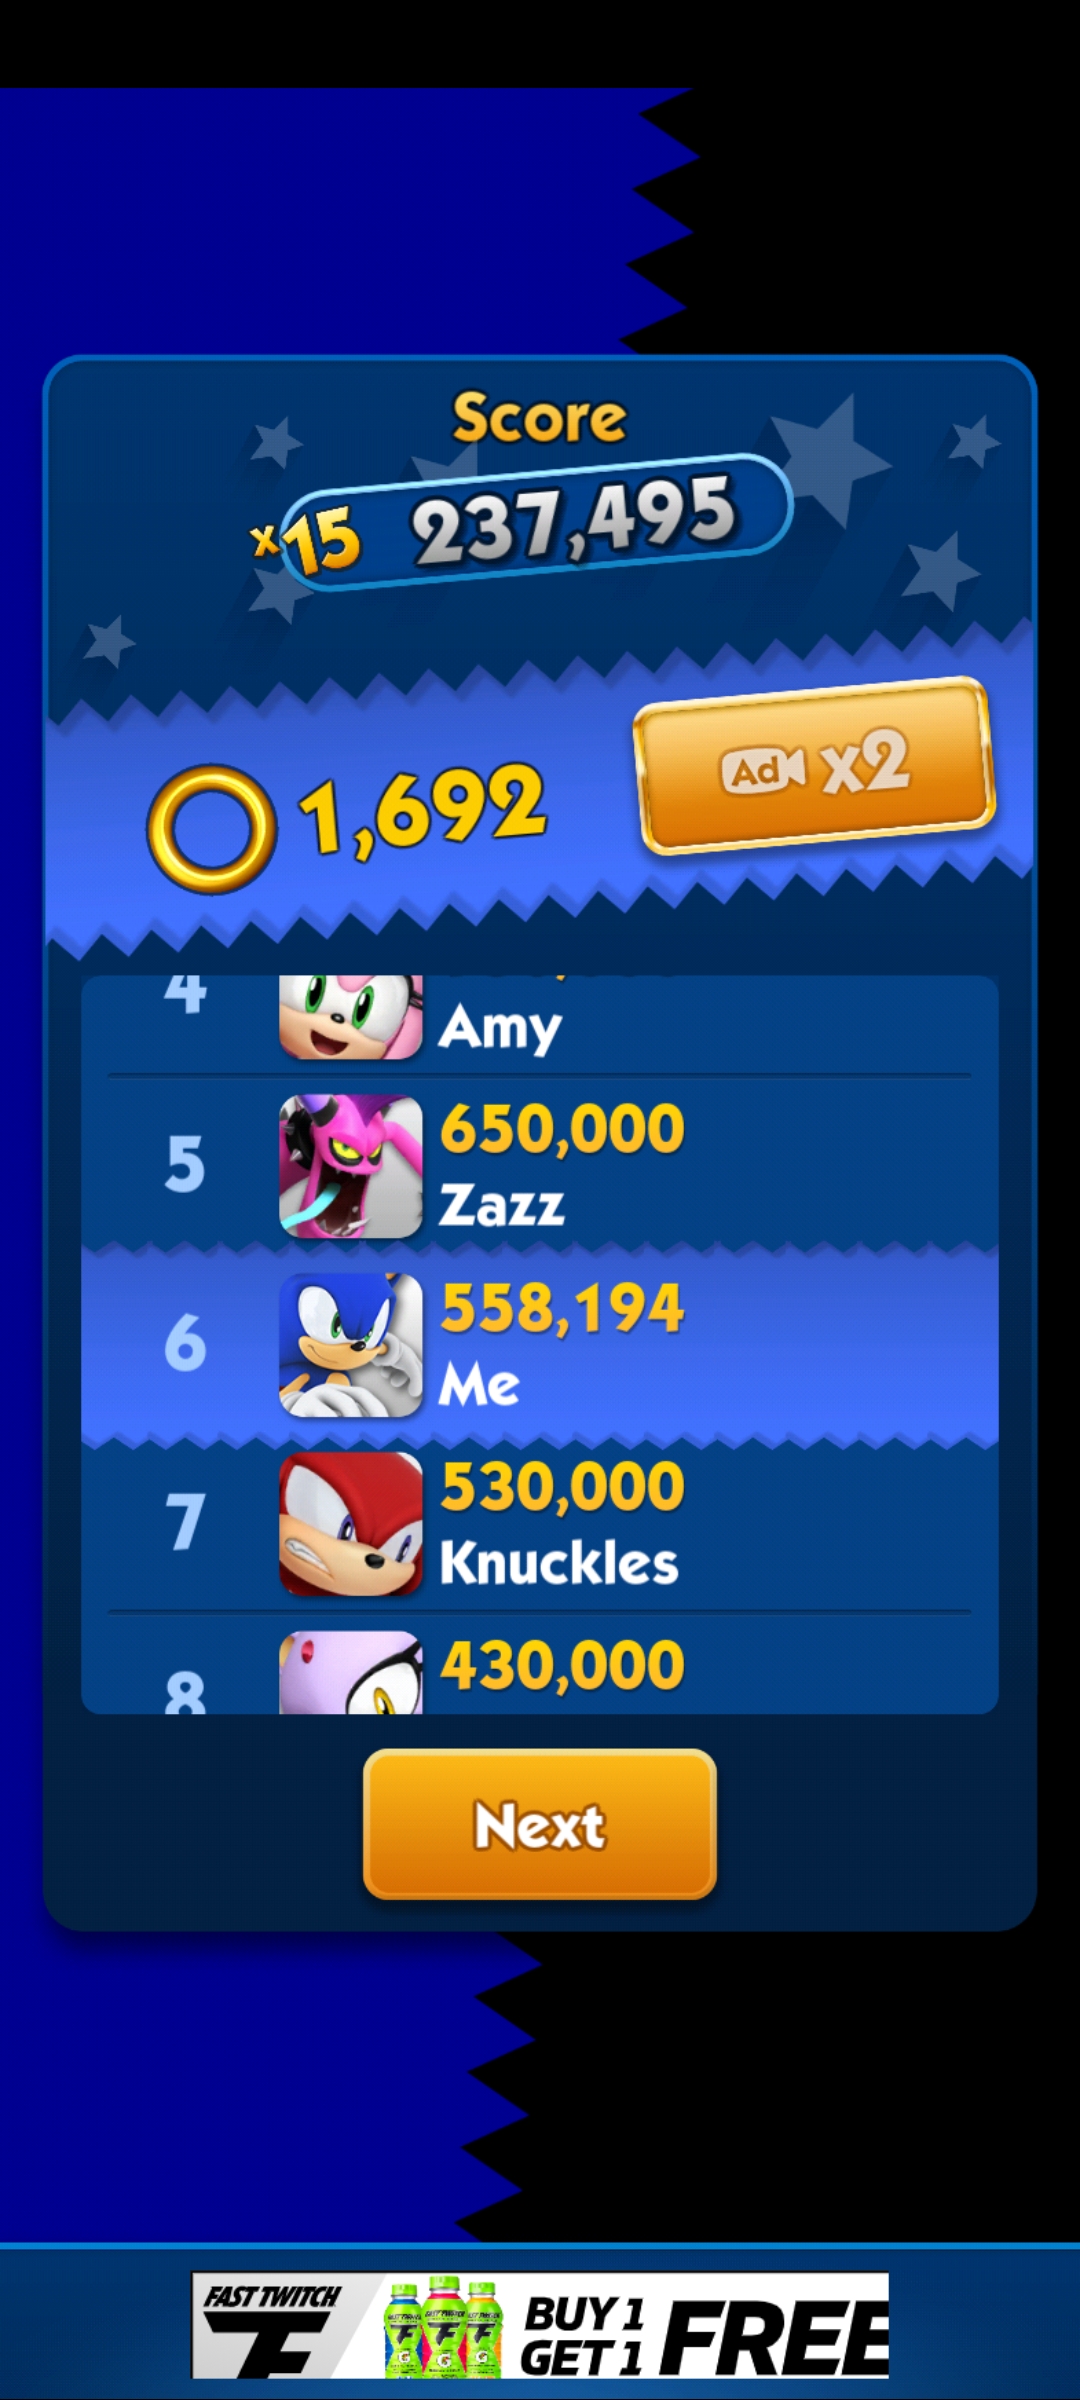 Score
x15 237,495
1,692
Ad x2
4
Amy
5
650,000
Zazz
6
558,194
Me
7
530,000
Knuckles
8
430,000
Next
FAST TWITCH
BUY 1
GET 1
FREE